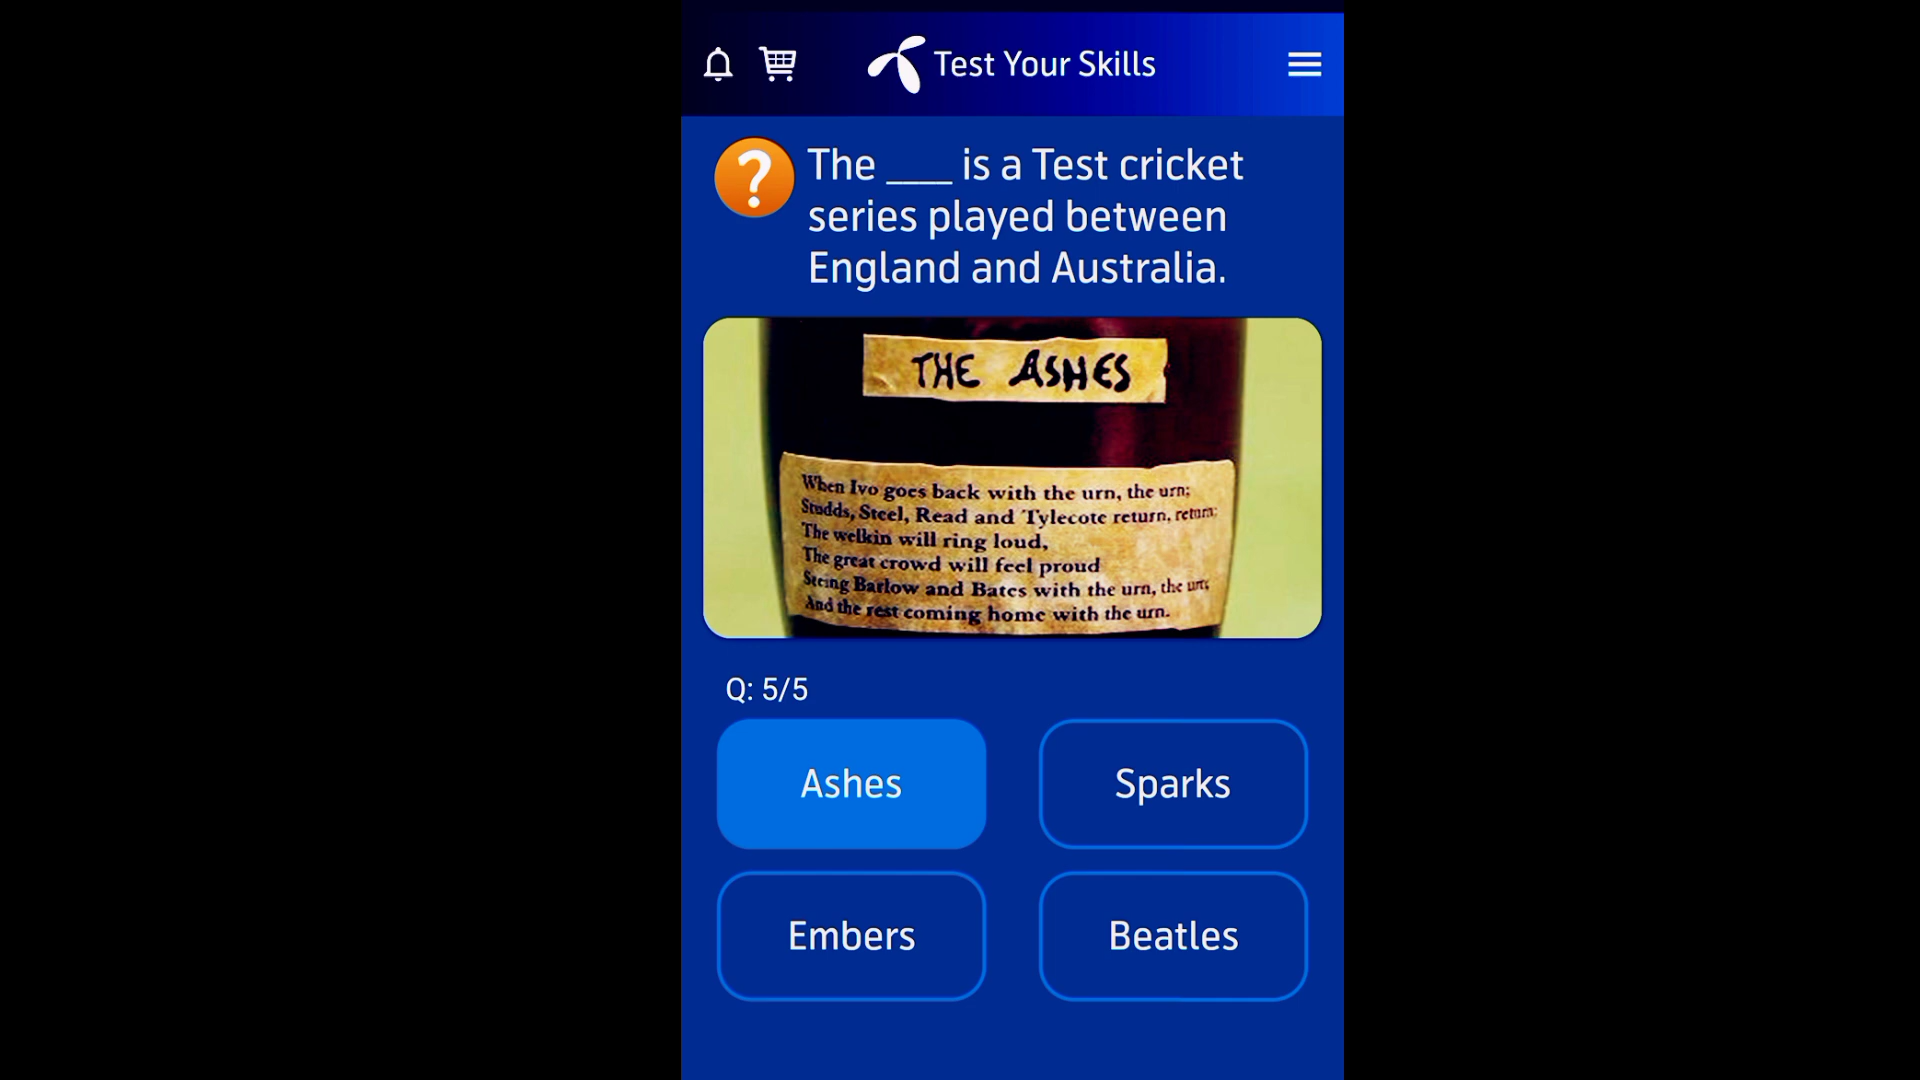 Test Your Skills
?
The ____ is a Test cricket
series played between
England and Australia.
THE ASHES
When Ivo goes back with the urn, the urn;
Studds, Steel, Read and Tylecote return, return:
The welkin will ring loud,
The great crowd will feel proud
Seeing Barlow and Bates with the urn, the urn;
And the rest coming home with the urn.
Q: 5/5
Ashes
Sparks
Embers
Beatles